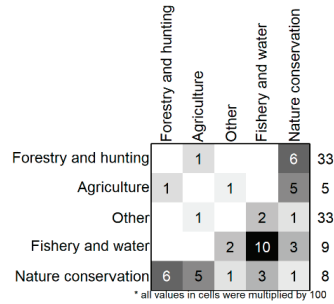 Forestry and hunting
Agriculture
Other
Fishery and water
Nature conservation
Forestry and hunting 1 6 33
Agriculture 1 1 5 5
Other 1 2 1 33
Fishery and water 2 10 3 9
Nature conservation 6 5 1 3 1 8
* all values in cells were multiplied by 100